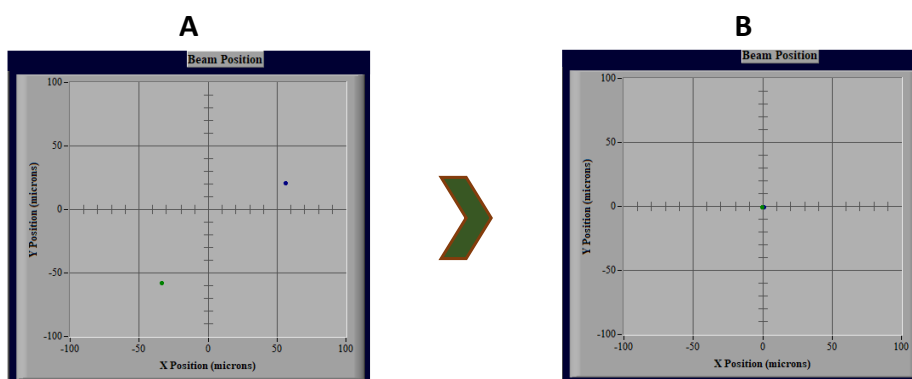 A
Beam Position
100
50
0
-50
-100
Y Position (microns)
-100 -50 0 50 100
X Position (microns)
B
Beam Position
100
50
0
-50
-100
Y Position (microns)
-100 -50 0 50 100
X Position (microns)